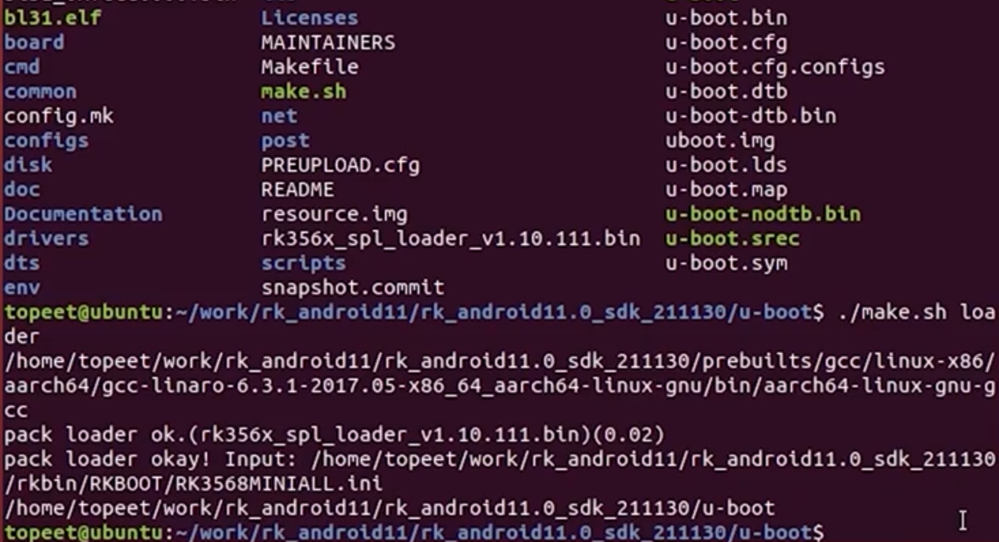 bl31.elf Licenses u-boot.bin
board MAINTAINERS u-boot.cfg
cmd Makefile u-boot.cfg.configs
common make.sh u-boot.dtb
config.mk net u-boot-dtb.bin
configs post uboot.img
disk PREUPLOAD.cfg u-boot.lds
doc README u-boot.map
Documentation resource.img u-boot-nodtb.bin
drivers rk356x_spl_loader_v1.10.111.bin u-boot.srec
dts scripts u-boot.sym
env snapshot.commit
topeet@ubuntu:~/work/rk_android11/rk_android11.0_sdk_211130/u-boot$ ./make.sh loa
der
/home/topeet/work/rk_android11/rk_android11.0_sdk_211130/prebuilts/gcc/linux-x86/
aarch64/gcc-linaro-6.3.1-2017.05-x86_64_aarch64-linux-gnu/bin/aarch64-linux-gnu-g
cc
pack loader ok.(rk356x_spl_loader_v1.10.111.bin)(0.02)
pack loader okay! Input: /home/topeet/work/rk_android11/rk_android11.0_sdk_211130
/rkbin/RKBOOT/RK3568MINIALL.ini
/home/topeet/work/rk_android11/rk_android11.0_sdk_211130/u-boot
topeet@ubuntu:~/work/rk_android11/rk_android11.0_sdk_211130/u-boot$